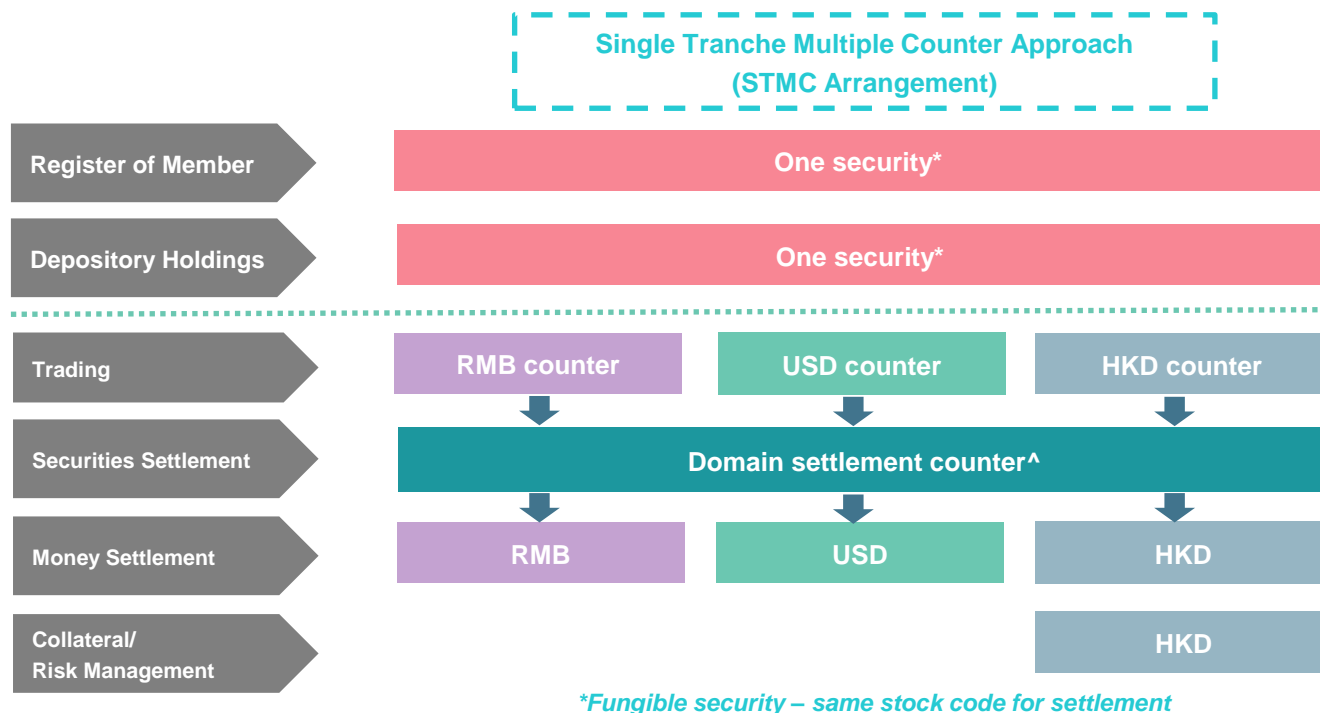 Single Tranche Multiple Counter Approach
(STMC Arrangement)
Register of Member
One security*
Depository Holdings
One security*
Trading
RMB counter
USD counter
HKD counter
Securities Settlement
Domain settlement counter^
Money Settlement
RMB
USD
HKD
Collateral/
Risk Management
HKD
*Fungible security – same stock code for settlement